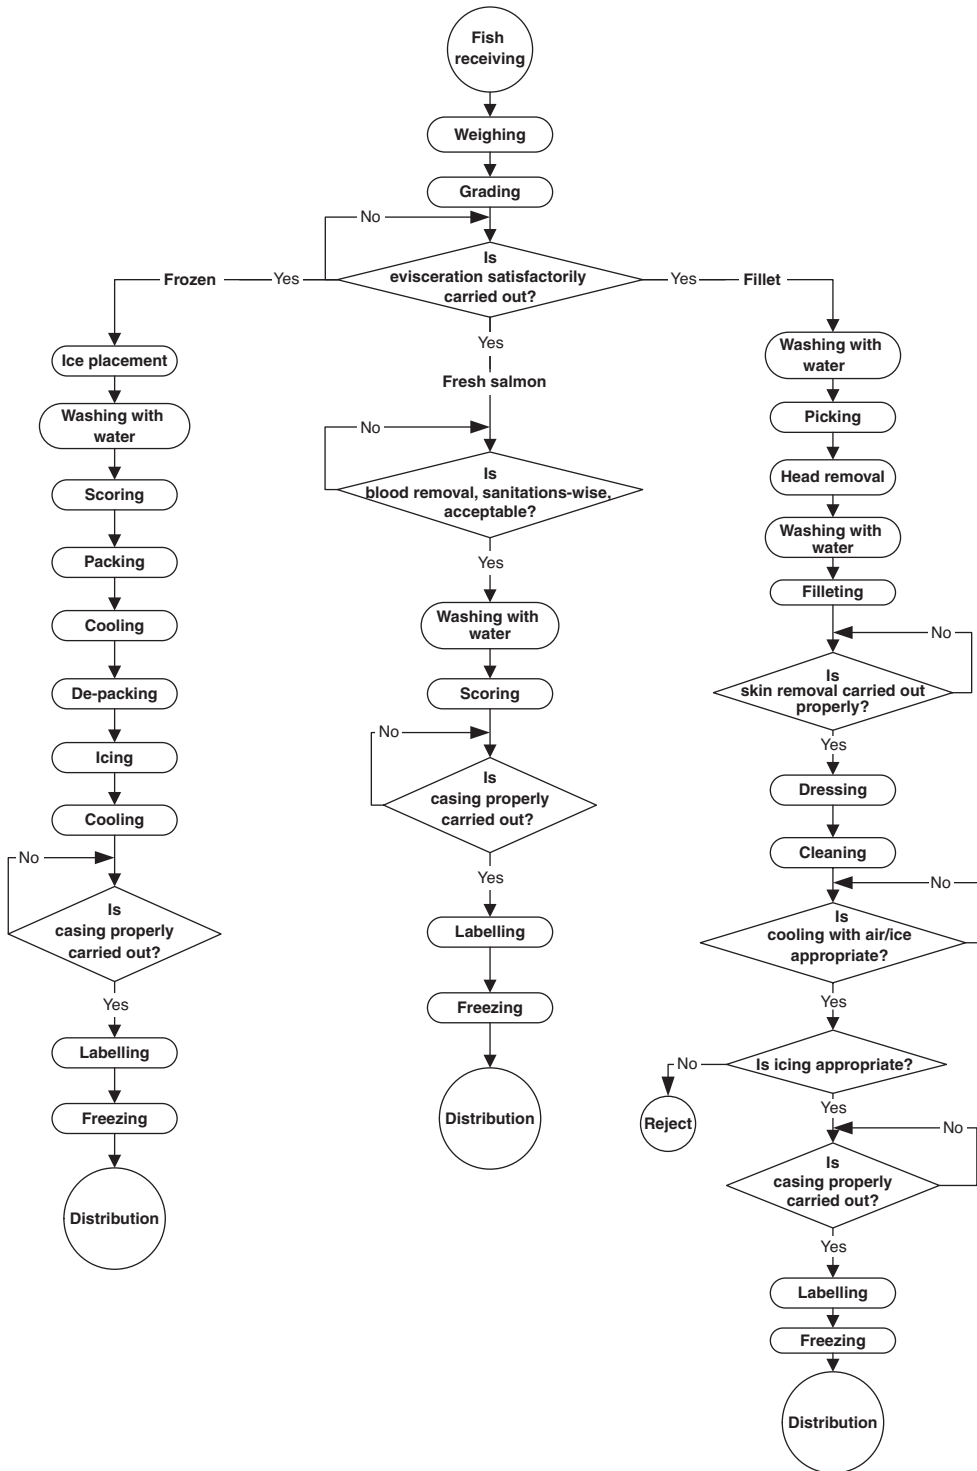 Fish
receiving
Weighing
Grading
No
Is
evisceration satisfactorily
carried out?
Frozen
Yes
Yes
Fillet
Yes
Fresh salmon
Ice placement
Washing with
water
Scoring
Packing
Cooling
De-packing
Icing
Cooling
No
Is
casing properly
carried out?
Yes
Labelling
Freezing
Distribution
No
Is
blood removal, sanitations-wise,
acceptable?
Yes
Washing with
water
Scoring
No
Is
casing properly
carried out?
Yes
Labelling
Freezing
Distribution
Washing with
water
Picking
Head removal
Washing with
water
Filleting
No
Is
skin removal carried out
properly?
Yes
Dressing
Cleaning
No
Is
cooling with air/ice
appropriate?
Yes
Is icing appropriate?
No
Reject
Yes
No
Is
casing properly
carried out?
Yes
Labelling
Freezing
Distribution